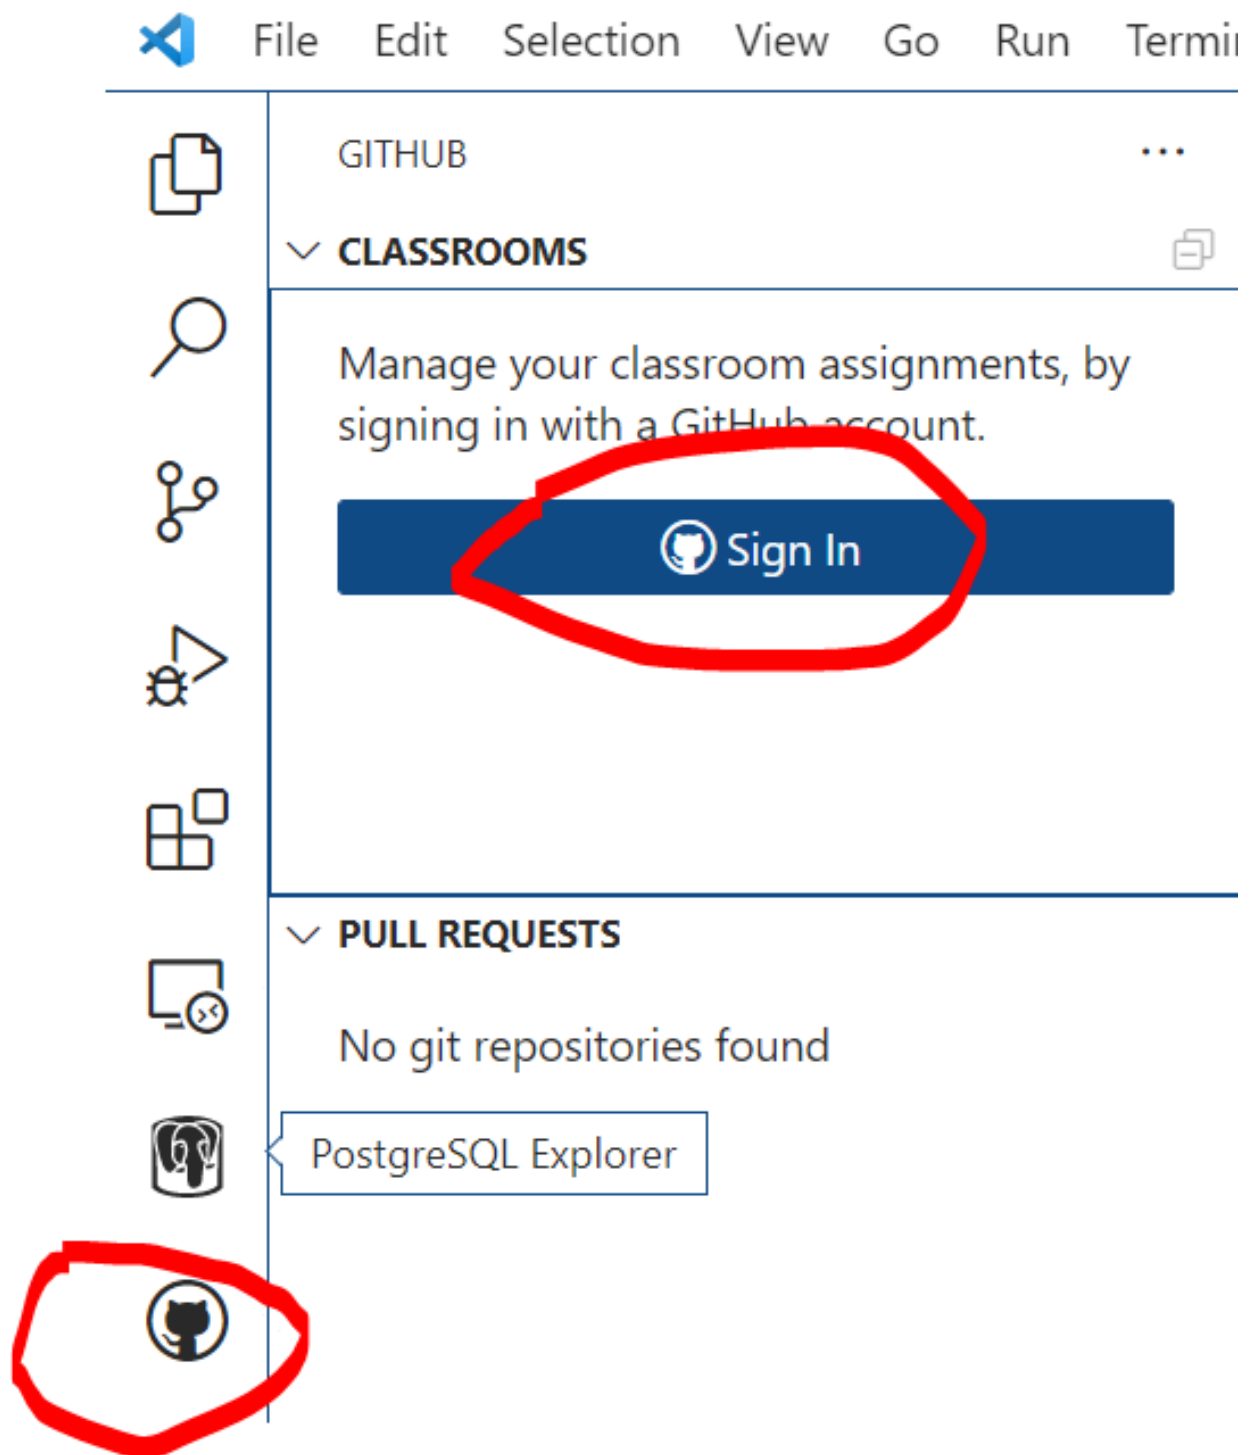 File Edit Selection View Go Run Termin
GITHUB ...
CLASSROOMS
Manage your classroom assignments, by
signing in with a GitHub account.
Sign In
PULL REQUESTS
No git repositories found
PostgreSQL Explorer